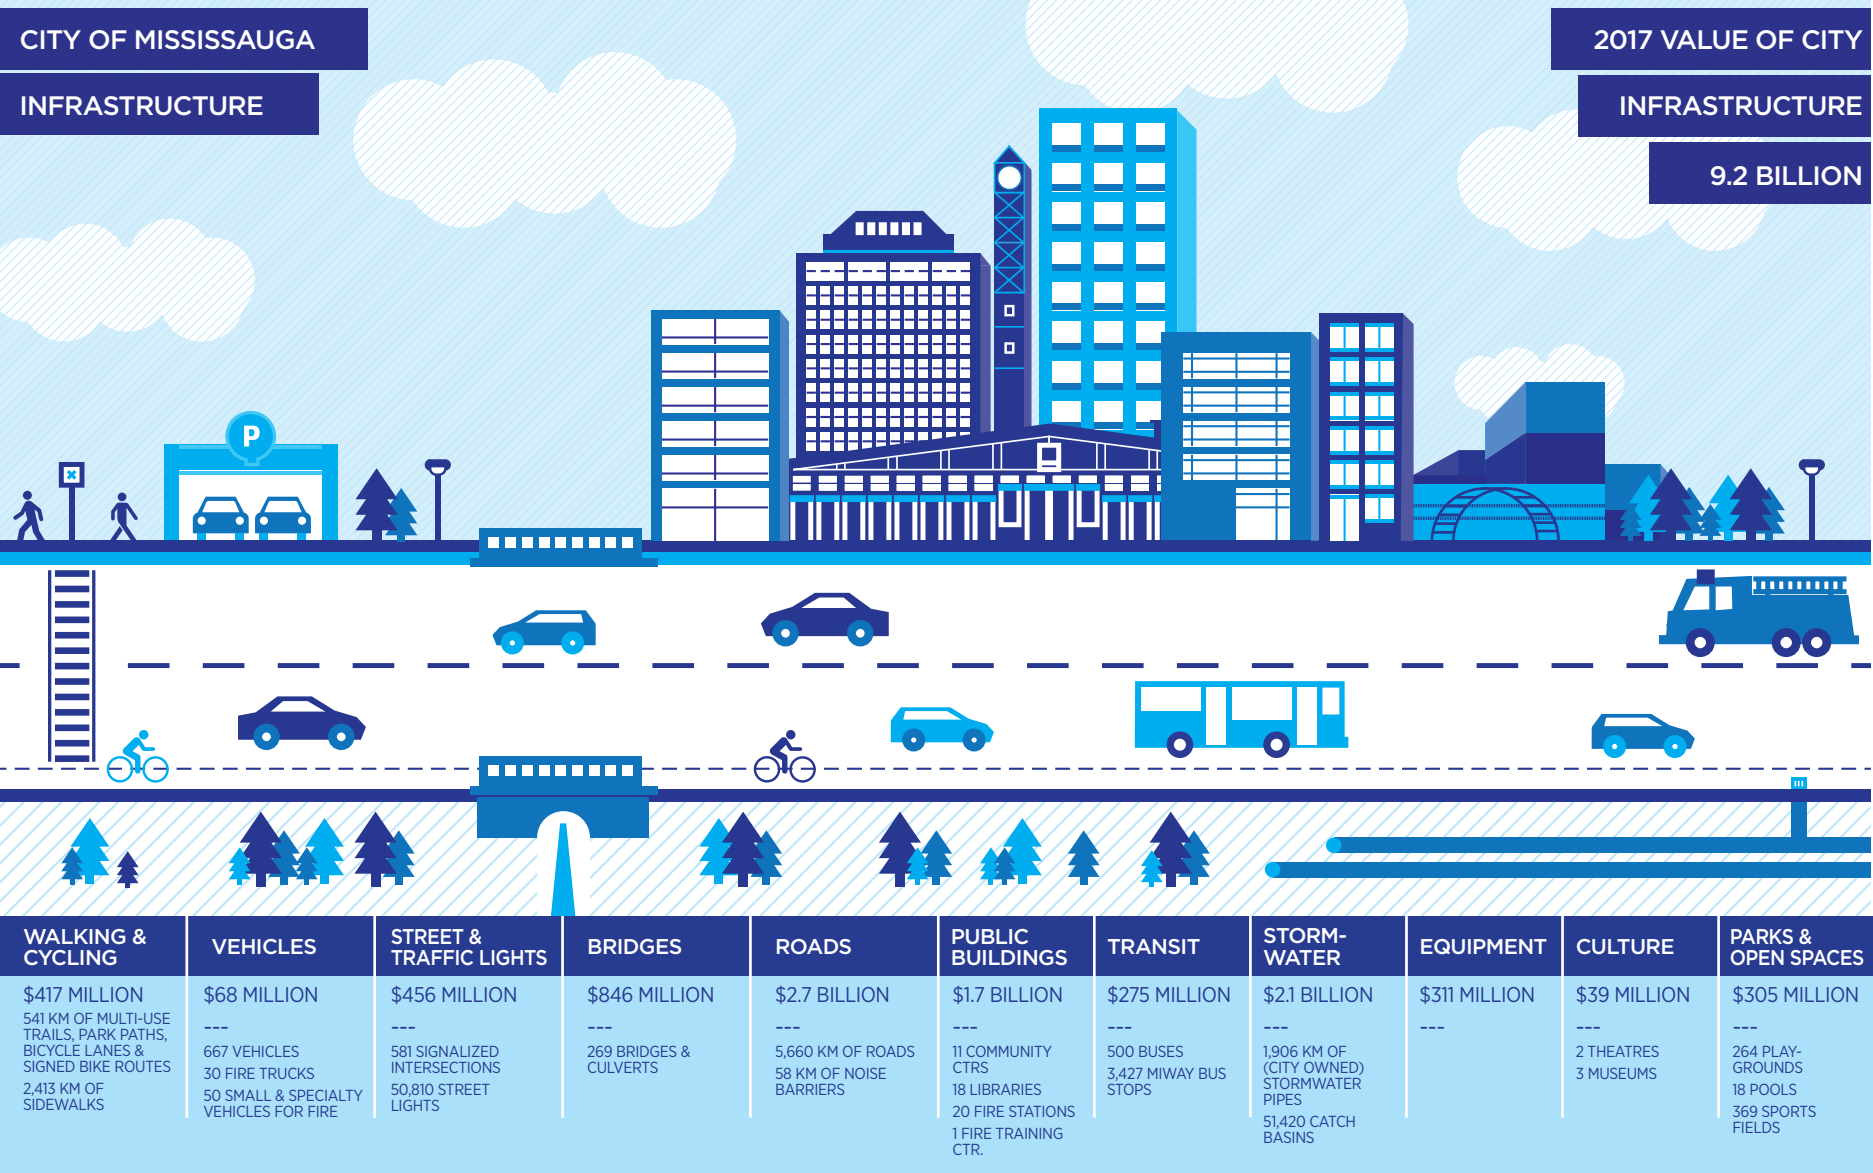 CITY OF MISSISSAUGA
INFRASTRUCTURE
2017 VALUE OF CITY
INFRASTRUCTURE
9.2 BILLION
P
WALKING &
CYCLING
$417 MILLION
541 KM OF MULTI-USE
TRAILS, PARK PATHS,
BICYCLE LANES &
SIGNED BIKE ROUTES
2,413 KM OF
SIDEWALKS
VEHICLES
$68 MILLION
---
667 VEHICLES
30 FIRE TRUCKS
50 SMALL & SPECIALTY
VEHICLES FOR FIRE
STREET &
TRAFFIC LIGHTS
$456 MILLION
---
581 SIGNALIZED
INTERSECTIONS
50,810 STREET
LIGHTS
BRIDGES
$846 MILLION
---
269 BRIDGES &
CULVERTS
ROADS
$2.7 BILLION
---
5,660 KM OF ROADS
58 KM OF NOISE
BARRIERS
PUBLIC
BUILDINGS
$1.7 BILLION
---
11 COMMUNITY
CTRS
18 LIBRARIES
20 FIRE STATIONS
1 FIRE TRAINING
CTR.
TRANSIT
$275 MILLION
---
500 BUSES
3,427 MIWAY BUS
STOPS
STORM-
WATER
$2.1 BILLION
---
1,906 KM OF
(CITY OWNED)
STORMWATER
PIPES
51,420 CATCH
BASINS
EQUIPMENT
$311 MILLION
---
CULTURE
$39 MILLION
---
2 THEATRES
3 MUSEUMS
PARKS &
OPEN SPACES
$305 MILLION
---
264 PLAY-
GROUNDS
18 POOLS
369 SPORTS
FIELDS